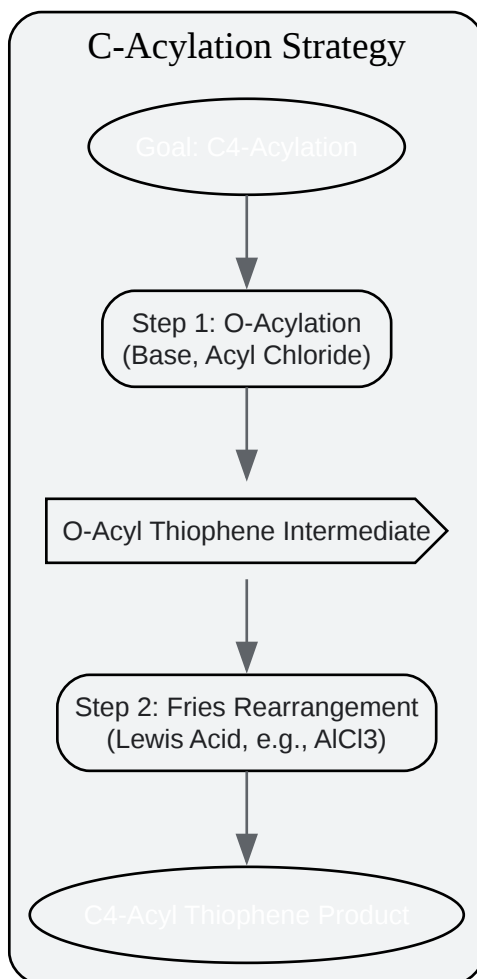 C-Acylation Strategy
Goal: C4-Acylation
Step 1: O-Acylation
(Base, Acyl Chloride)
O-Acyl Thiophene Intermediate
Step 2: Fries Rearrangement
(Lewis Acid, e.g., AlCl3)
C4-Acyl Thiophene Product